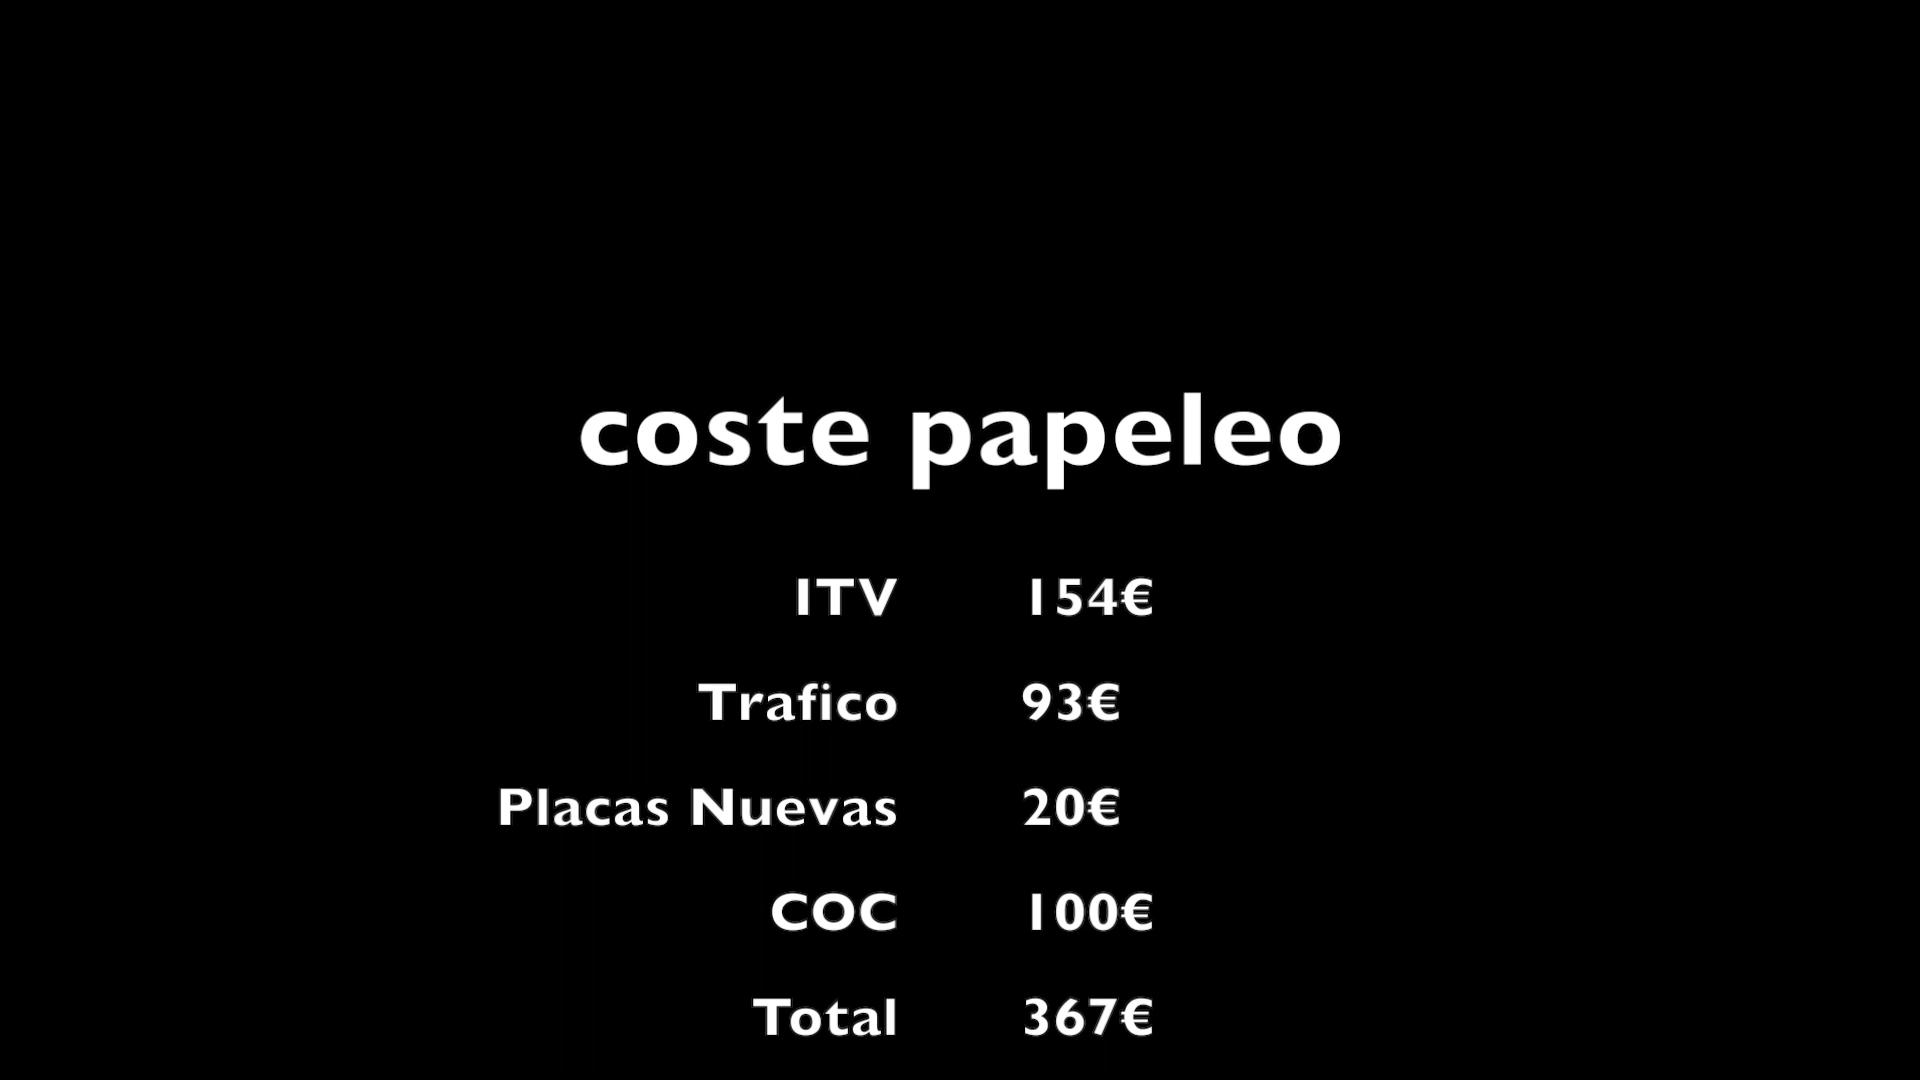 coste papeleo
ITV 154€
Trafico 93€
Placas Nuevas 20€
COC 100€
Total 367€